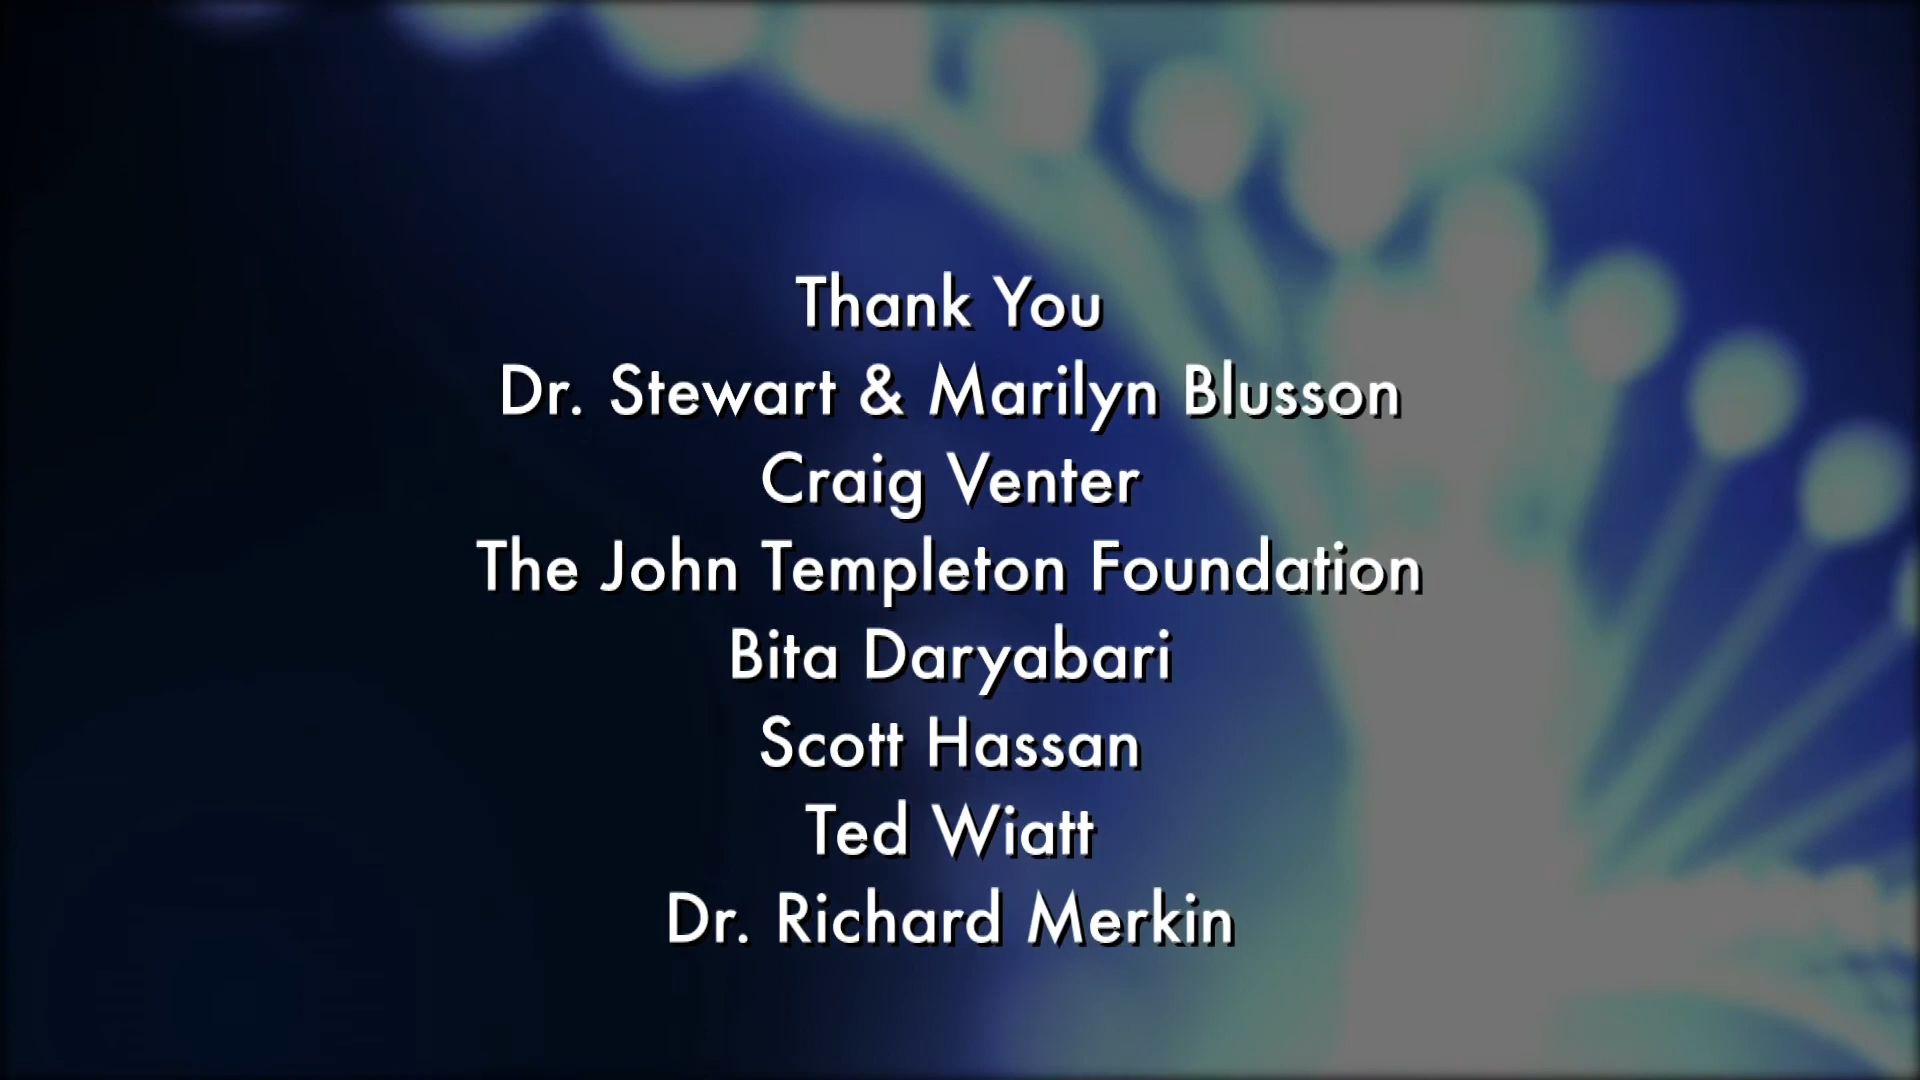 Thank You
Dr. Stewart & Marilyn Blusson
Craig Venter
The John Templeton Foundation
Bita Daryabari
Scott Hassan
Ted Wiatt
Dr. Richard Merkin